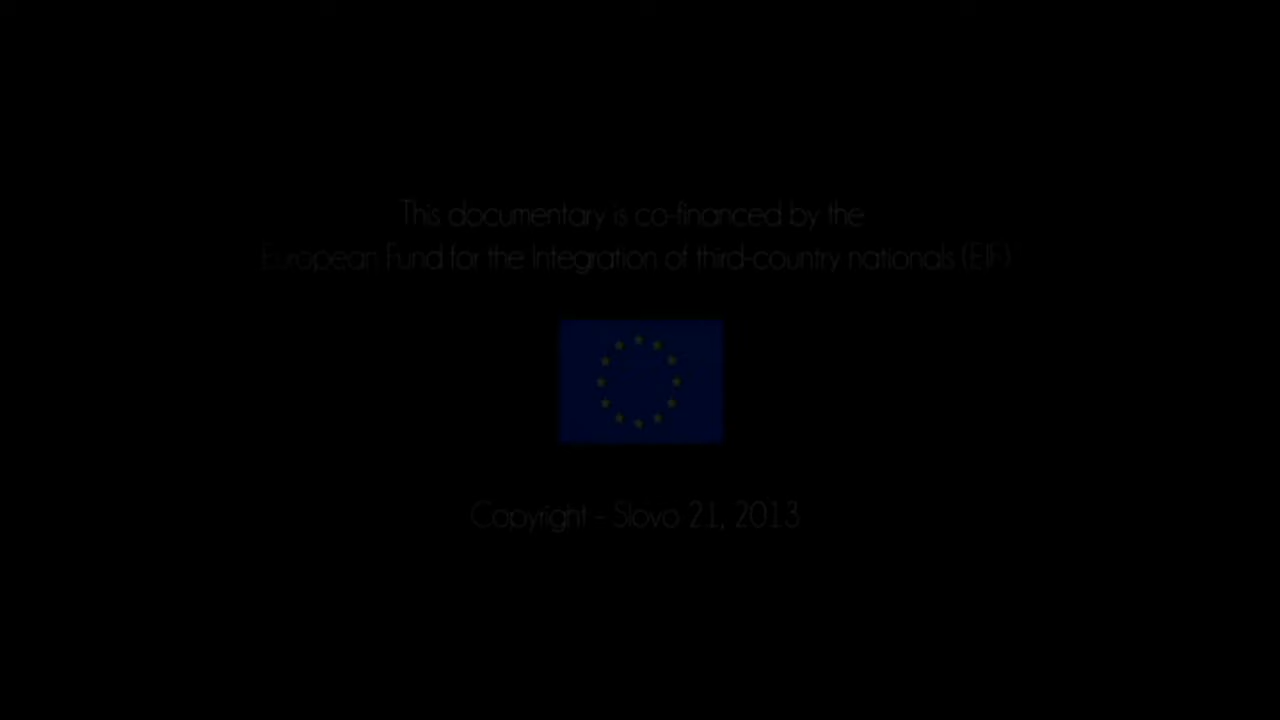 This documentary is co-financed by the
European Fund for the Integration of third-country nationals (EIF)
Copyright - Slovo 21, 2013